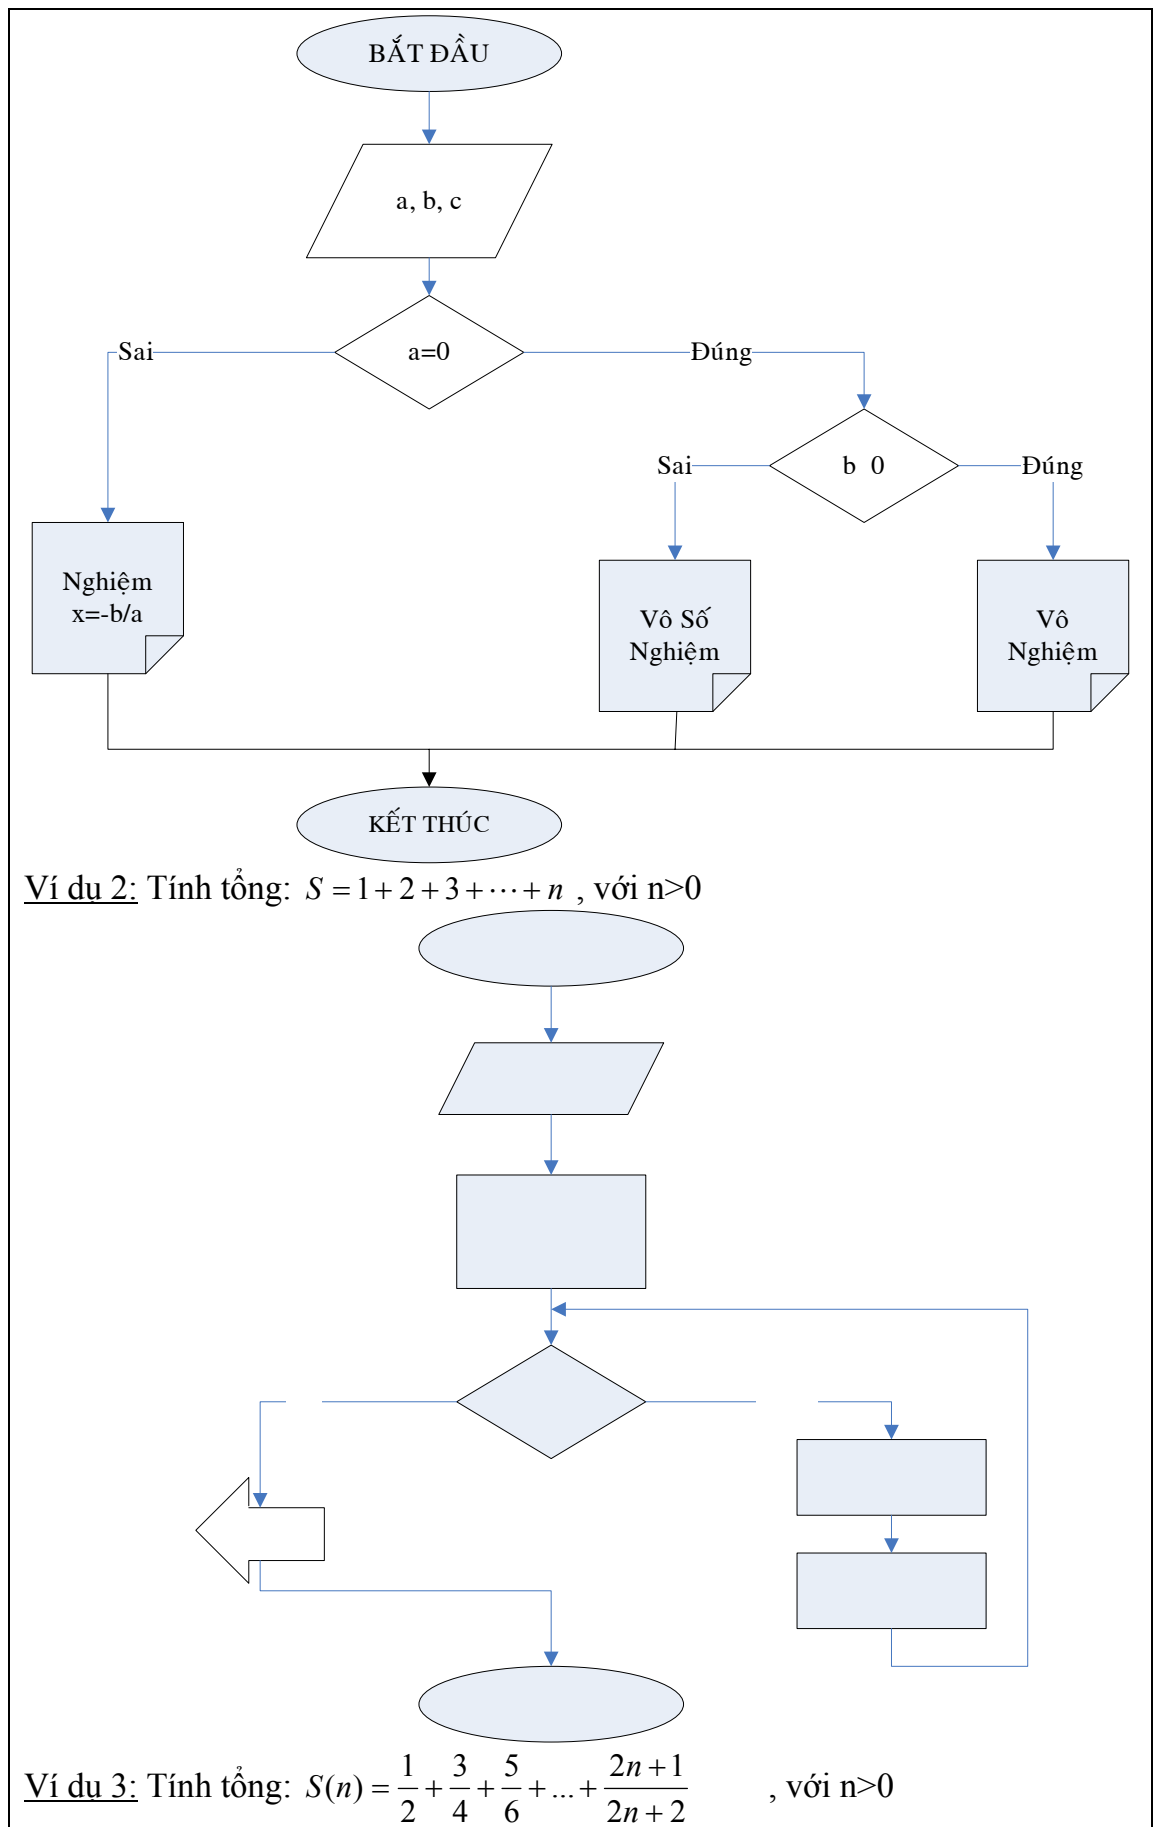 BẮT ĐẦU
a, b, c
a=0
Sai
Đúng
b 0
Sai
Đúng
Nghiệm
x=-b/a
Vô Số
Nghiệm
Vô
Nghiệm
KẾT THÚC
Ví dụ 2: Tính tổng: S = 1 + 2 + 3 + ⋯ + n , với n>0
Ví dụ 3: Tính tổng: S(n) = 1/2 + 3/4 + 5/6 + ... + (2n+1)/(2n+2) , với n>0